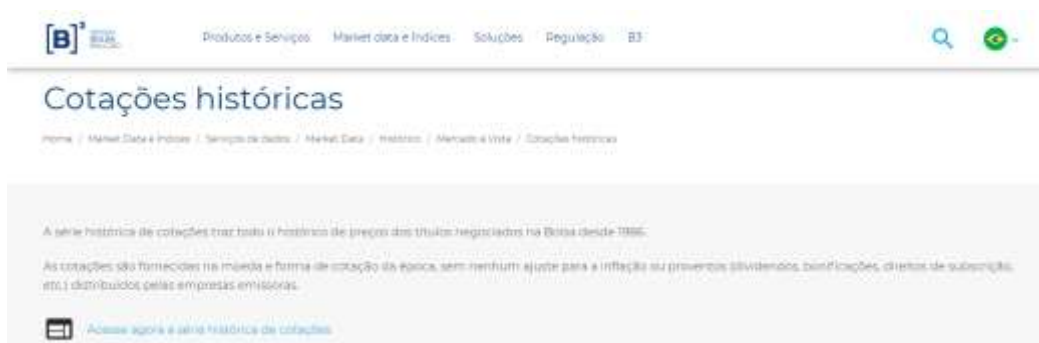 [B]³
Produtos e Serviços Market data e Índices Soluções Regulação B3
Cotações históricas
Home / Market Data e Índices / Serviços de dados / Market Data / Histórico / Mercado à Vista / Cotações históricas
A série histórica de cotações traz todo o histórico de preços dos títulos negociados na Bolsa desde 1986.
As cotações são fornecidas na moeda e forma de cotação da época, sem nenhum ajuste para a inflação ou proventos (dividendos, bonificações, direitos de subscrição,
etc.) distribuídos pelas empresas emissoras.
Acesse agora a série histórica de cotações